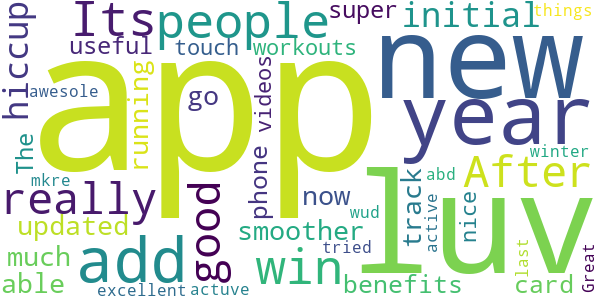 Its people super initial things
hiccup useful touch workouts
awesole app go new
running videos year
The phone
mkre After
really good now track nice abd winter
updated wud active luv
much add smoother tried last Great
able win benefits card
excellent actuve